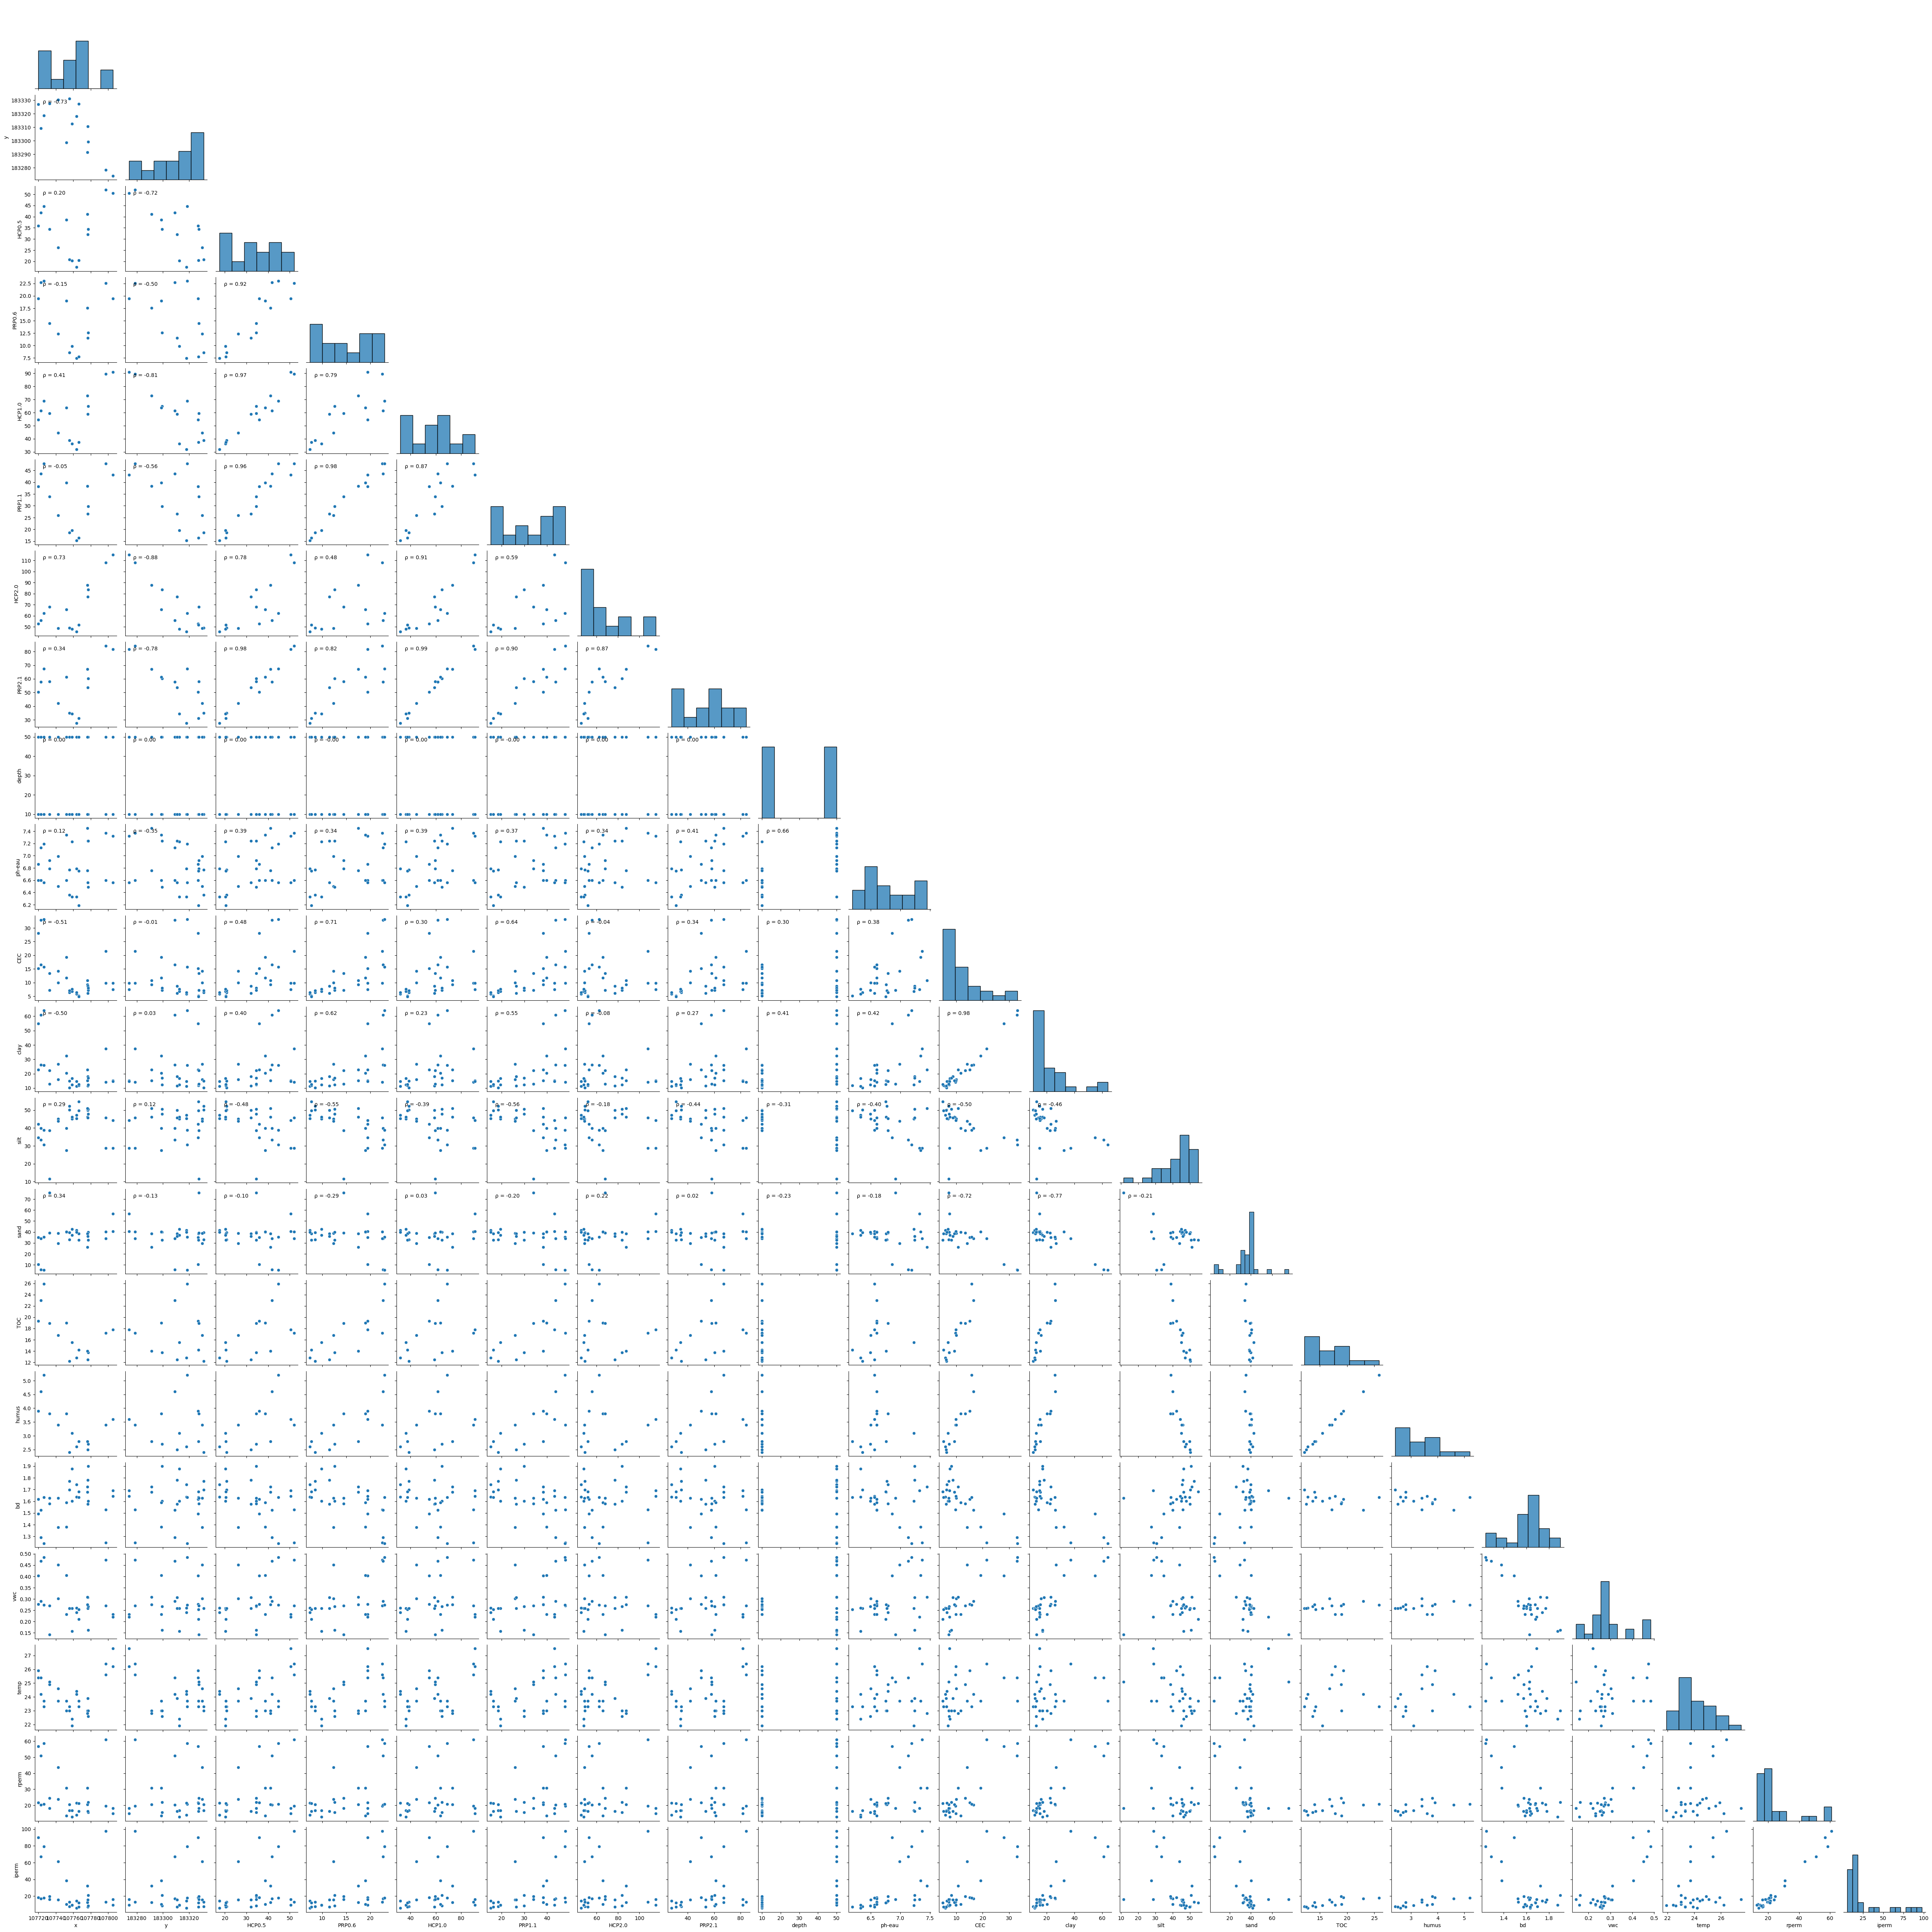 183330
183320
183310
183300
183290
183280
y
ρ = -0.73
50
45
40
35
30
25
20
HCP0.5
ρ = 0.20
ρ = -0.72
22.5
20.0
17.5
15.0
12.5
10.0
7.5
PRP0.6
ρ = -0.15
ρ = -0.50
ρ = 0.92
90
80
70
60
50
40
30
HCP1.0
ρ = 0.41
ρ = -0.81
ρ = 0.97
ρ = 0.79
45
40
35
30
25
20
15
PRP1.1
ρ = -0.05
ρ = -0.56
ρ = 0.96
ρ = 0.98
ρ = 0.87
110
100
90
80
70
60
50
HCP2.0
ρ = 0.73
ρ = -0.88
ρ = 0.78
ρ = 0.48
ρ = 0.91
ρ = 0.59
80
70
60
50
40
30
PRP2.1
ρ = 0.34
ρ = -0.78
ρ = 0.98
ρ = 0.82
ρ = 0.99
ρ = 0.90
ρ = 0.87
50
40
30
20
10
depth
ρ = 0.00
ρ = 0.00
ρ = 0.00
ρ = -0.00
ρ = 0.00
ρ = -0.00
ρ = 0.00
ρ = 0.00
7.4
7.2
7.0
6.8
6.6
6.4
6.2
ph-eau
ρ = 0.12
ρ = -0.35
ρ = 0.39
ρ = 0.34
ρ = 0.39
ρ = 0.37
ρ = 0.34
ρ = 0.41
ρ = 0.66
30
25
20
15
10
5
CEC
ρ = -0.51
ρ = -0.01
ρ = 0.48
ρ = 0.71
ρ = 0.30
ρ = 0.64
ρ = -0.04
ρ = 0.34
ρ = 0.30
ρ = 0.38
60
50
40
30
20
10
clay
ρ = -0.50
ρ = 0.03
ρ = 0.40
ρ = 0.62
ρ = 0.23
ρ = 0.55
ρ = -0.08
ρ = 0.27
ρ = 0.41
ρ = 0.42
ρ = 0.98
50
40
30
20
10
silt
ρ = 0.29
ρ = 0.12
ρ = -0.48
ρ = -0.55
ρ = -0.39
ρ = -0.56
ρ = -0.18
ρ = -0.44
ρ = -0.31
ρ = -0.40
ρ = -0.50
ρ = -0.46
70
60
50
40
30
20
10
sand
ρ = 0.34
ρ = -0.13
ρ = -0.10
ρ = -0.29
ρ = 0.03
ρ = -0.20
ρ = 0.22
ρ = 0.02
ρ = -0.23
ρ = -0.18
ρ = -0.72
ρ = -0.77
ρ = -0.21
26
24
22
20
18
16
14
12
TOC
5.0
4.5
4.0
3.5
3.0
2.5
humus
1.9
1.8
1.7
1.6
1.5
1.4
1.3
bd
0.50
0.45
0.40
0.35
0.30
0.25
0.20
0.15
vwc
27
26
25
24
23
22
temp
60
50
40
30
20
rperm
100
80
60
40
20
iperm
107720 107740 107760 107780 107800
183280 183300 183320
20 30 40 50
10 15 20
40 60 80
20 30 40
60 80 100
40 60 80
10 20 30 40 50
6.5 7.0 7.5
10 20 30
20 40 60
10 20 30 40 50
20 40 60
15 20 25
3 4 5
1.4 1.6 1.8
0.2 0.3 0.4 0.5
22 24 26
20 40 60
25 50 75 100
x y HCP0.5 PRP0.6 HCP1.0 PRP1.1 HCP2.0 PRP2.1 depth ph-eau CEC clay silt sand TOC humus bd vwc temp rperm iperm